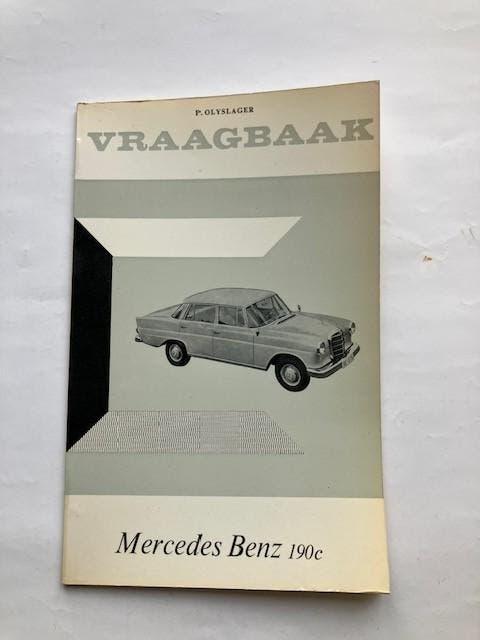 P. OLYSLAGER
VRAAGBAAK
Mercedes Benz 190c